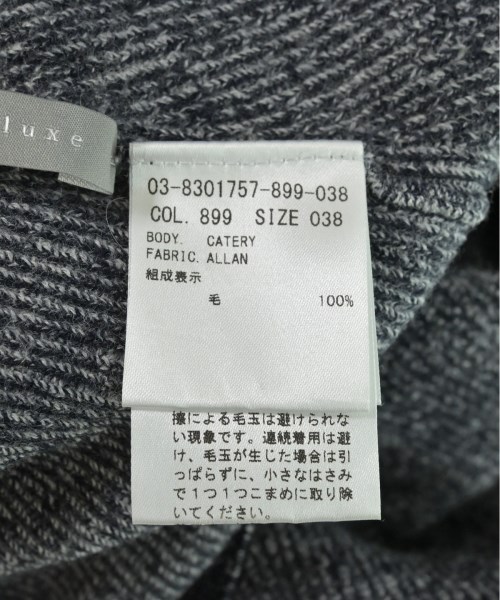 luxe
03-8301757-899-038
COL. 899 SIZE 038
BODY. CATERY
FABRIC. ALLAN
組成表示
毛 100%
擦による毛玉は避けられな
い現象です。連続着用は避
け、毛玉が生じた場合は引
っぱらずに、小さなはさみ
で1つ1つこまめに取り除
いてください。